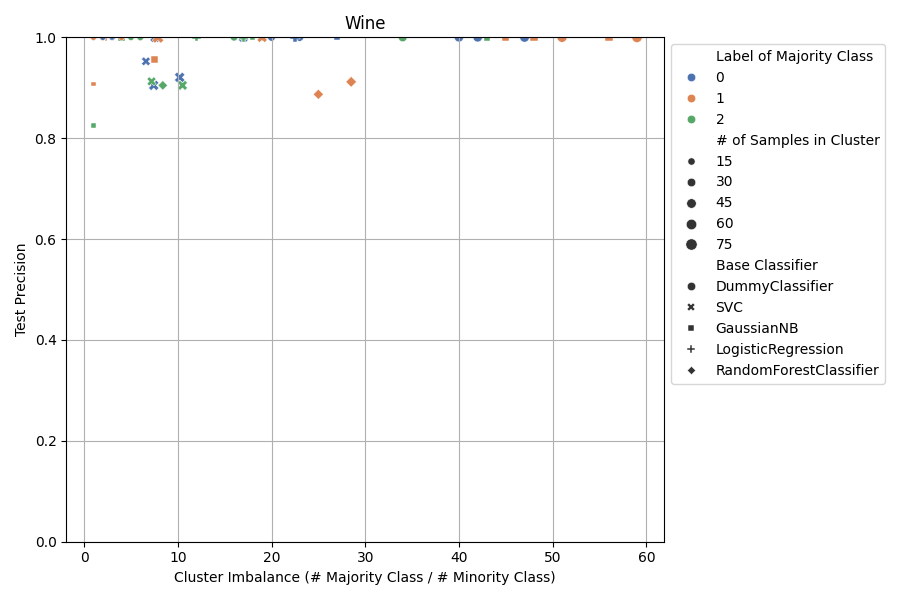 Wine
1.0
0.8
0.6
0.4
0.2
0.0
Test Precision
0 10 20 30 40 50 60
Cluster Imbalance (# Majority Class / # Minority Class)
Label of Majority Class
0
1
2
# of Samples in Cluster
15
30
45
60
75
Base Classifier
DummyClassifier
SVC
GaussianNB
LogisticRegression
RandomForestClassifier